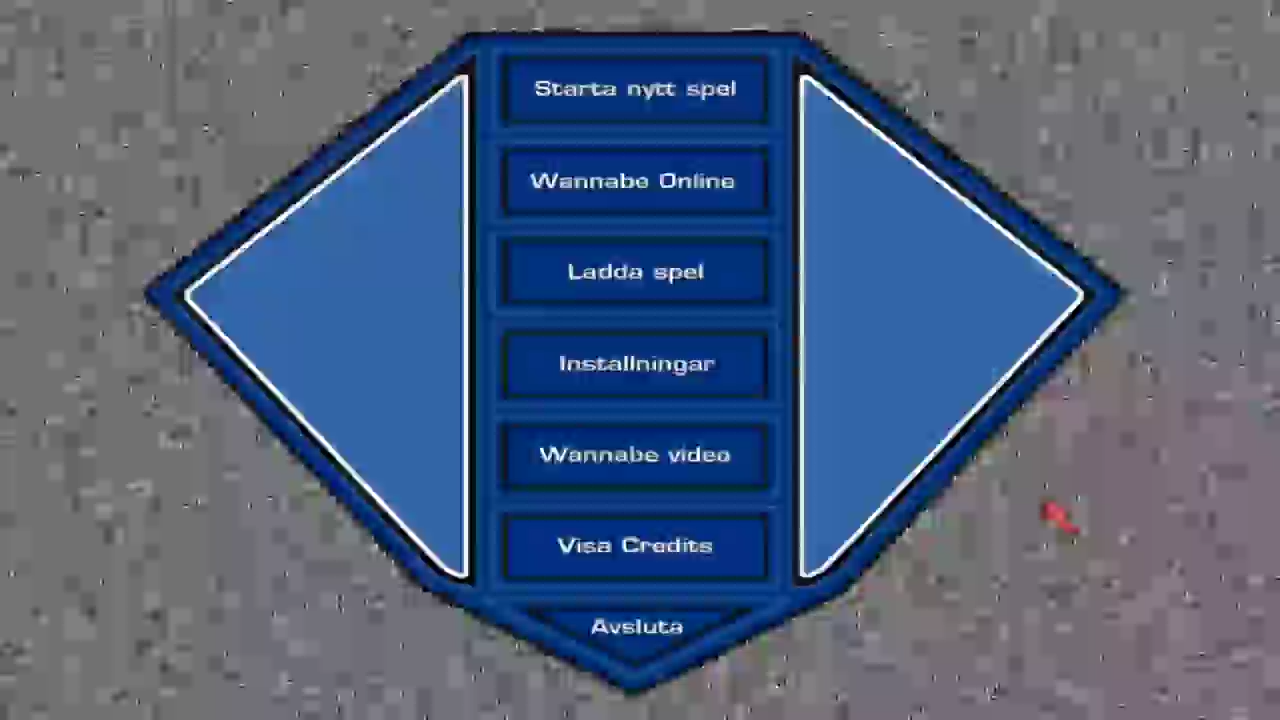 Starta nytt spel
Wannabe Online
Ladda spel
Installningar
Wannabe video
Visa Credits
Avsluta